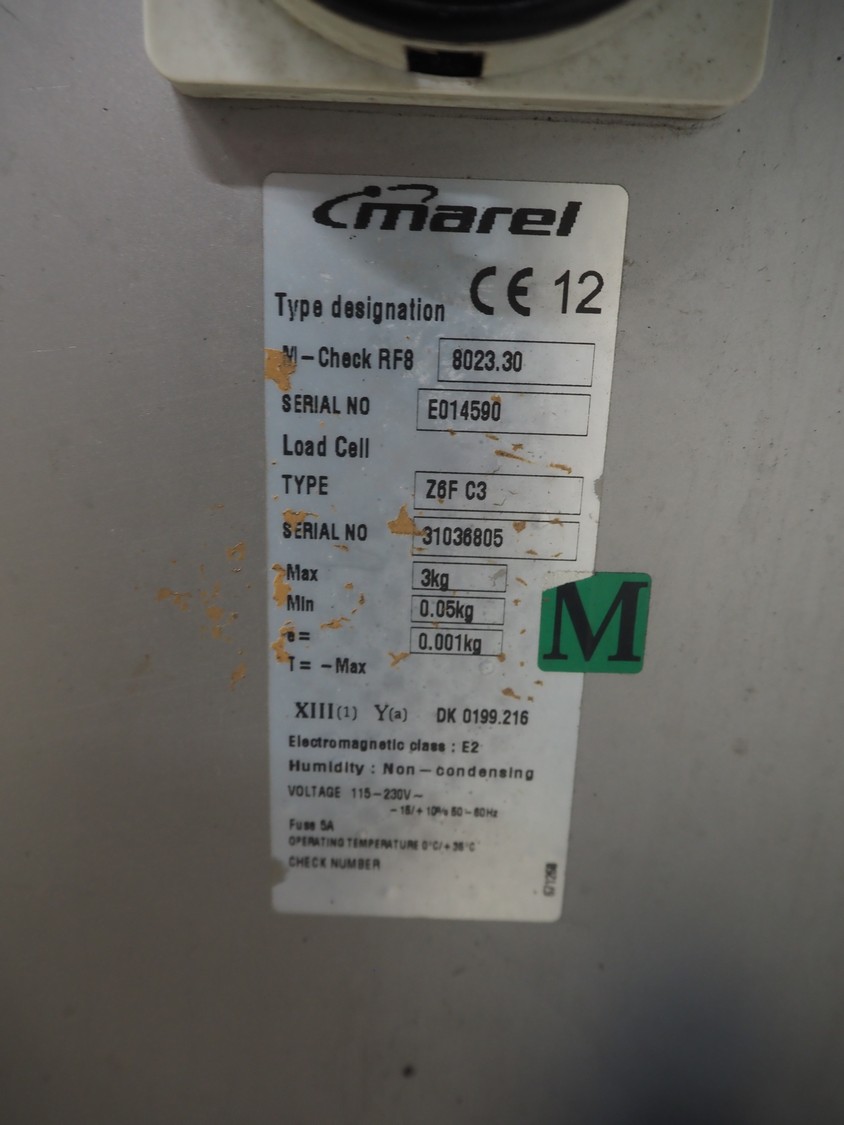 marel
CE 12
Type designation
M-Check RF8 8023.30
SERIAL NO E014590
Load Cell
TYPE Z6F C3
SERIAL NO 31036805
Max 3kg
Min 0.05kg
e= 0.001kg
M
T= -Max
XIII(1) Y(a) DK 0199.216
Electromagnetic class : E2
Humidity : Non-condensing
VOLTAGE 115-230V~
-15/+10% 50-60Hz
Fuse 5A
OPERATING TEMPERATURE 0°C/+35°C
CHECK NUMBER